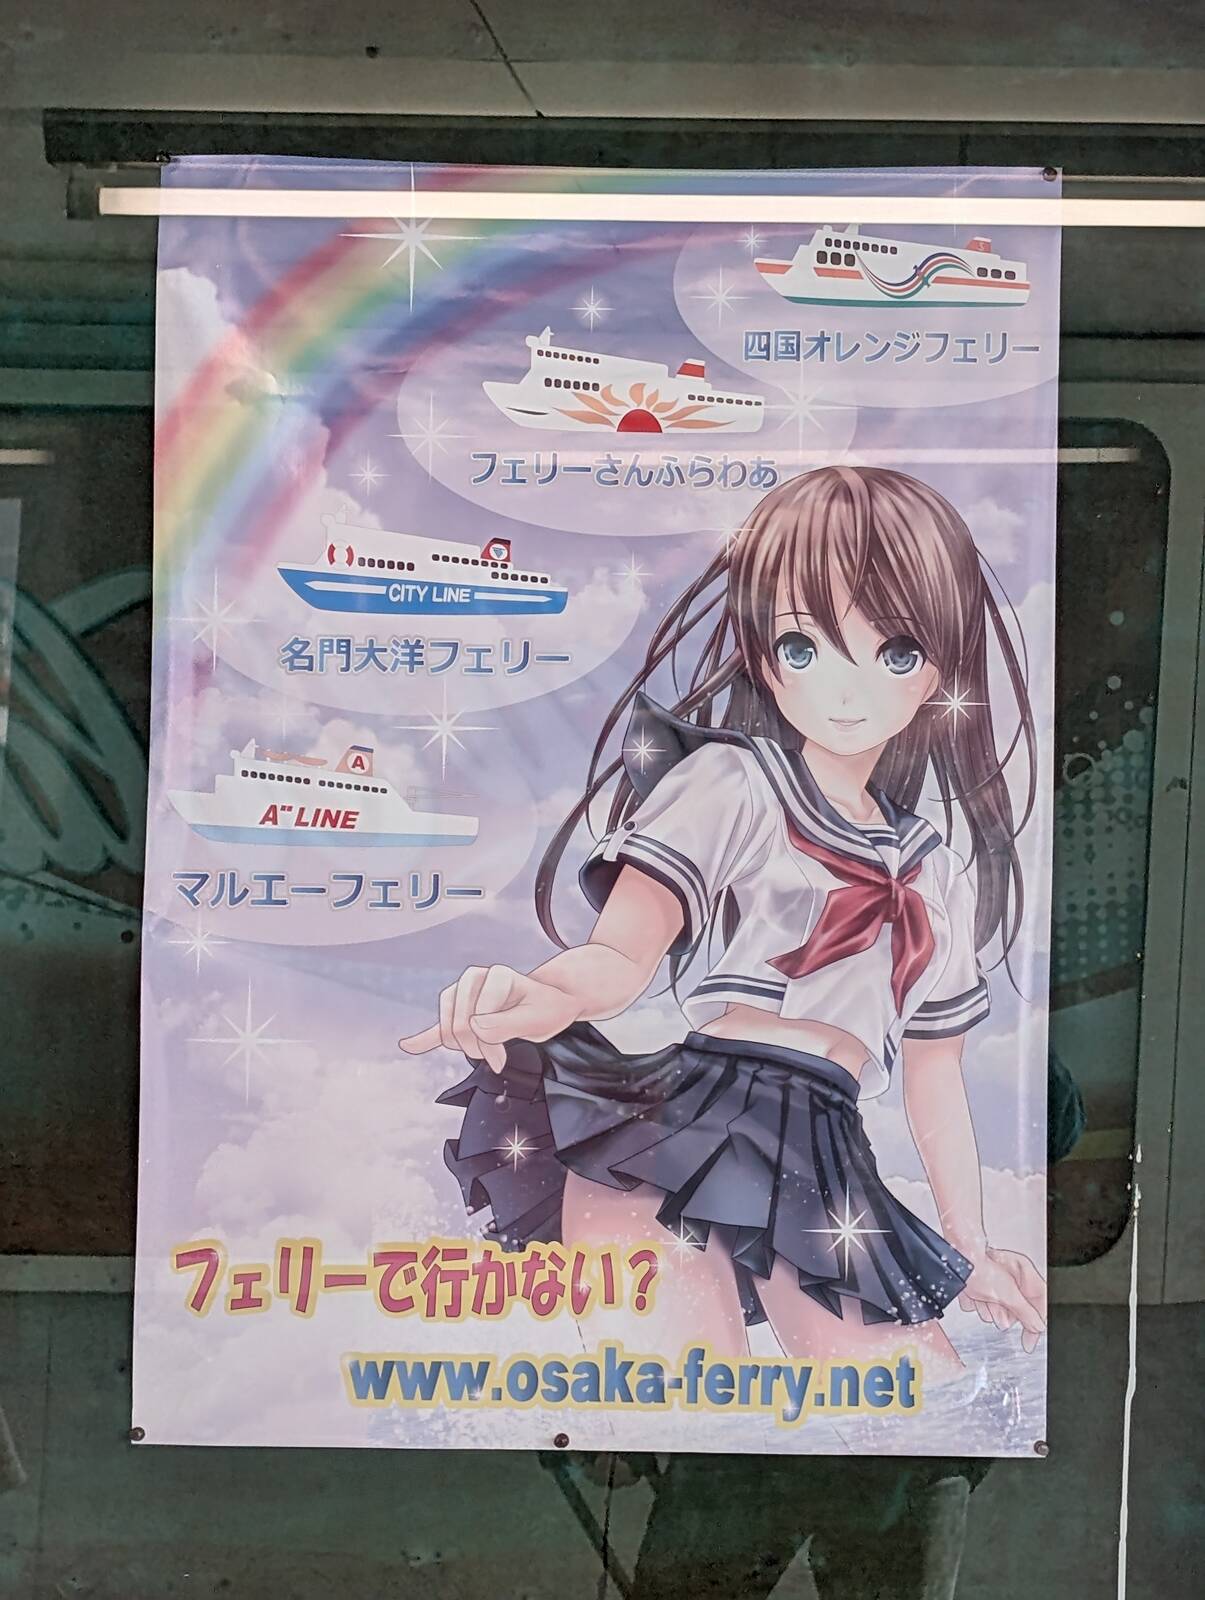 四国オレンジフェリー
フェリーさんふらわあ
CITY LINE
名門大洋フェリー
A
A"LINE
マルエーフェリー
フェリーで行かない?
www.osaka-ferry.net